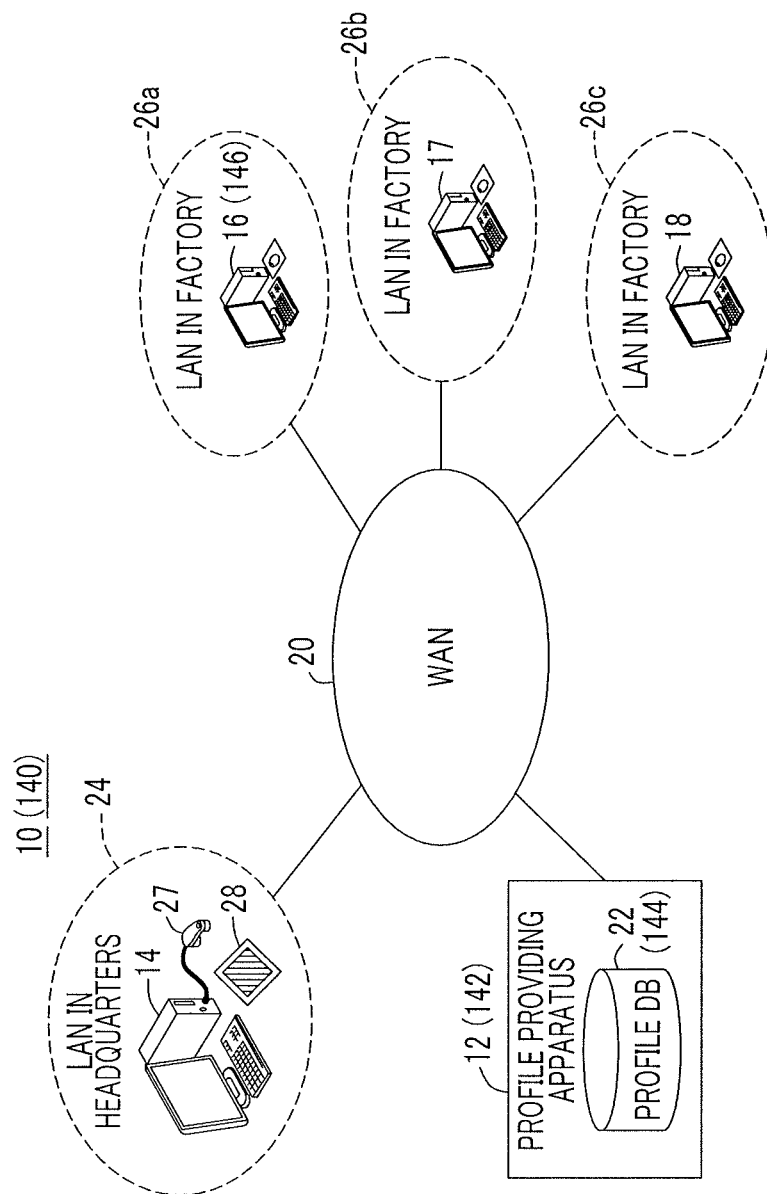 10 (140)
24
LAN IN
HEADQUARTERS
14
27
28
20
WAN
12 (142)
PROFILE PROVIDING
APPARATUS
22
(144)
PROFILE DB
26a
LAN IN FACTORY
16 (146)
26b
LAN IN FACTORY
17
26c
LAN IN FACTORY
18